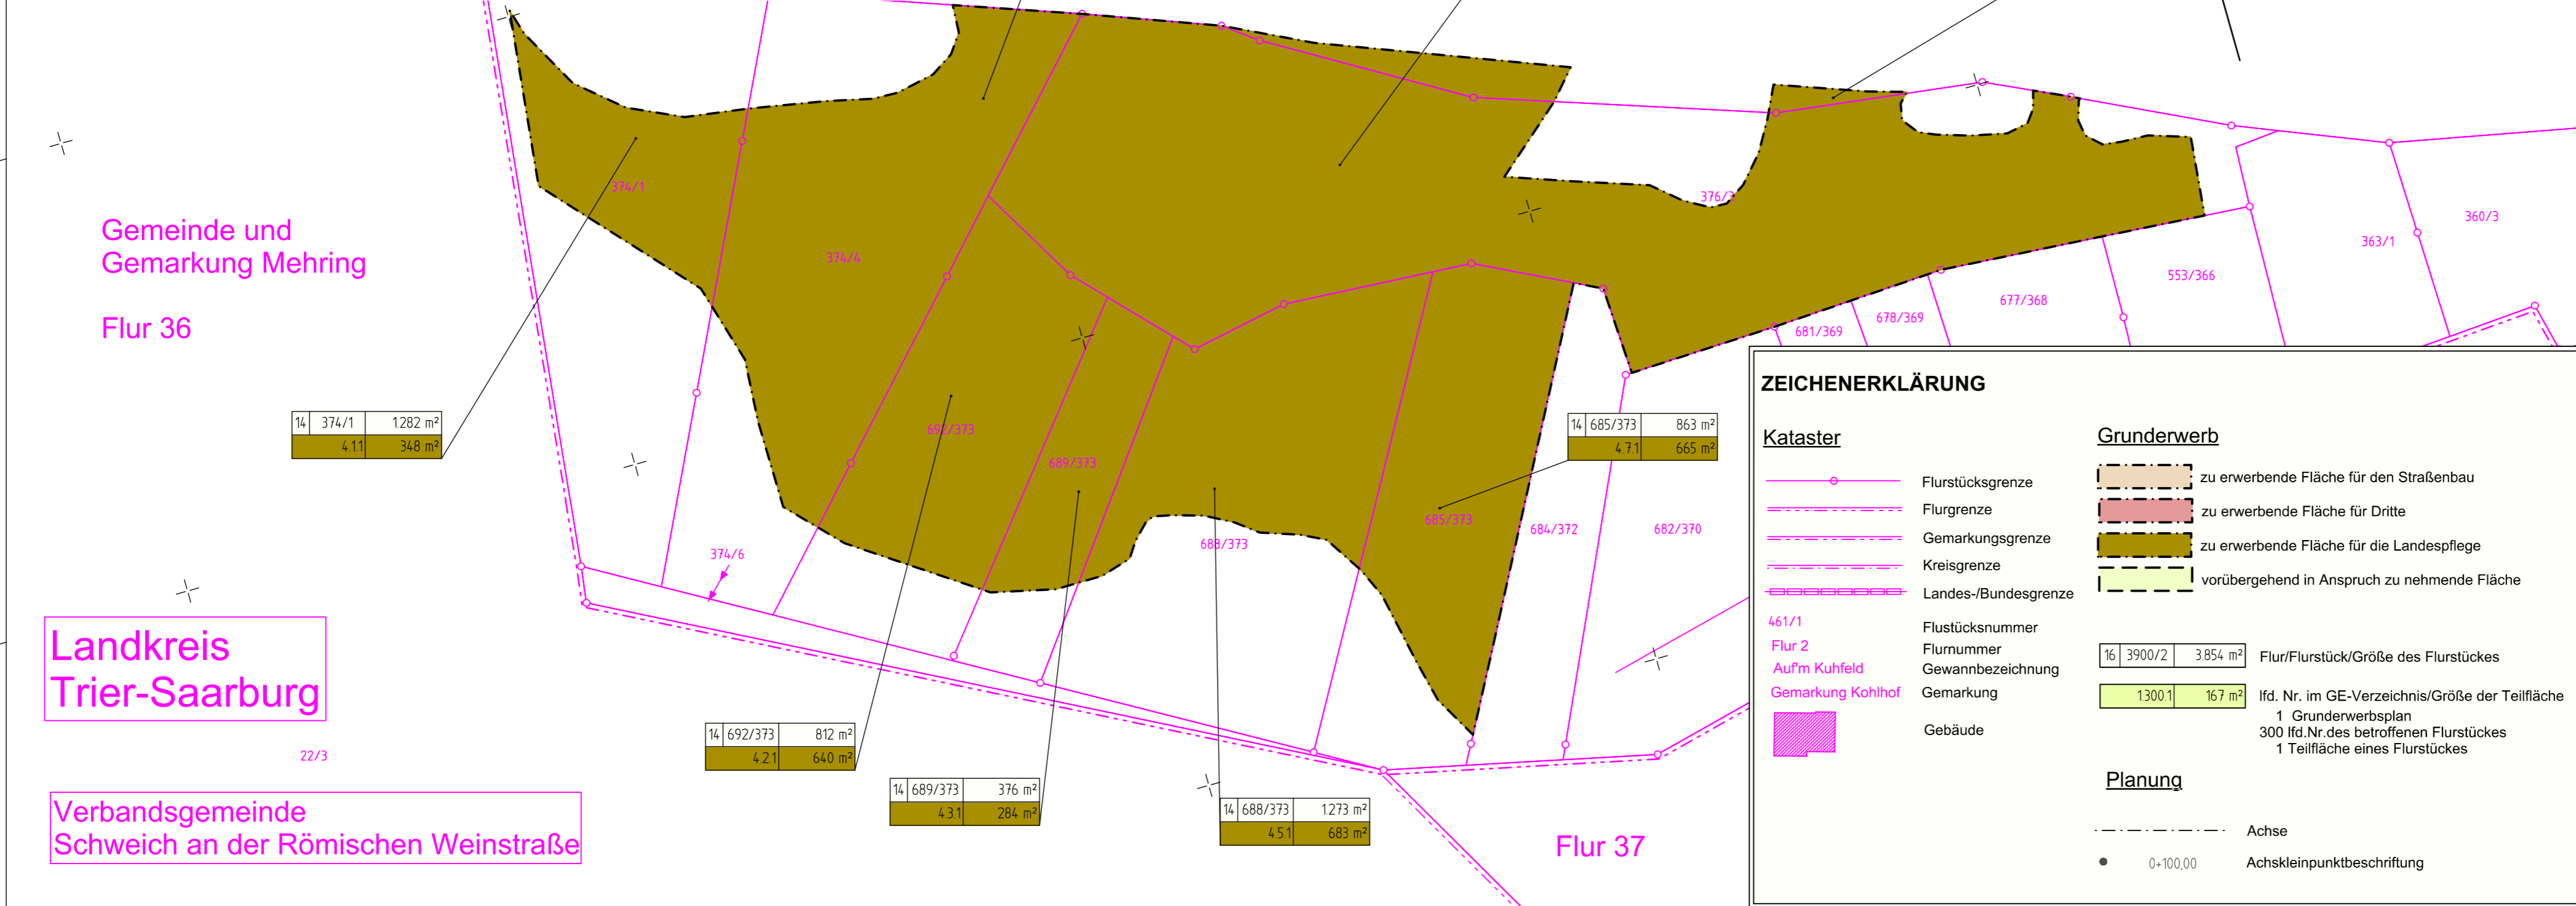 374/1
374/4
376/3
360/3
363/1
553/366
677/368
678/369
681/369
Gemeinde und
Gemarkung Mehring
Flur 36
14 374/1 1.282 m²
4.1.1 348 m²
692/373
689/373
688/373
685/373
684/372
682/370
374/6
14 685/373 863 m²
4.7.1 665 m²
Landkreis
Trier-Saarburg
22/3
Verbandsgemeinde
Schweich an der Römischen Weinstraße
14 692/373 812 m²
4.2.1 640 m²
14 689/373 376 m²
4.3.1 284 m²
14 688/373 1.273 m²
4.5.1 683 m²
Flur 37
ZEICHENERKLÄRUNG
Kataster
Flurstücksgrenze
Flurgrenze
Gemarkungsgrenze
Kreisgrenze
Landes-/Bundesgrenze
461/1 Flustücksnummer
Flur 2 Flurnummer
Auf'm Kuhfeld Gewannbezeichnung
Gemarkung Kohlhof Gemarkung
Gebäude
Grunderwerb
zu erwerbende Fläche für den Straßenbau
zu erwerbende Fläche für Dritte
zu erwerbende Fläche für die Landespflege
vorübergehend in Anspruch zu nehmende Fläche
16 3900/2 3.854 m² Flur/Flurstück/Größe des Flurstückes
1.300.1 167 m² lfd. Nr. im GE-Verzeichnis/Größe der Teilfläche
1 Grunderwerbsplan
300 lfd.Nr.des betroffenen Flurstückes
1 Teilfläche eines Flurstückes
Planung
Achse
0+100,00 Achskleinpunktbeschriftung